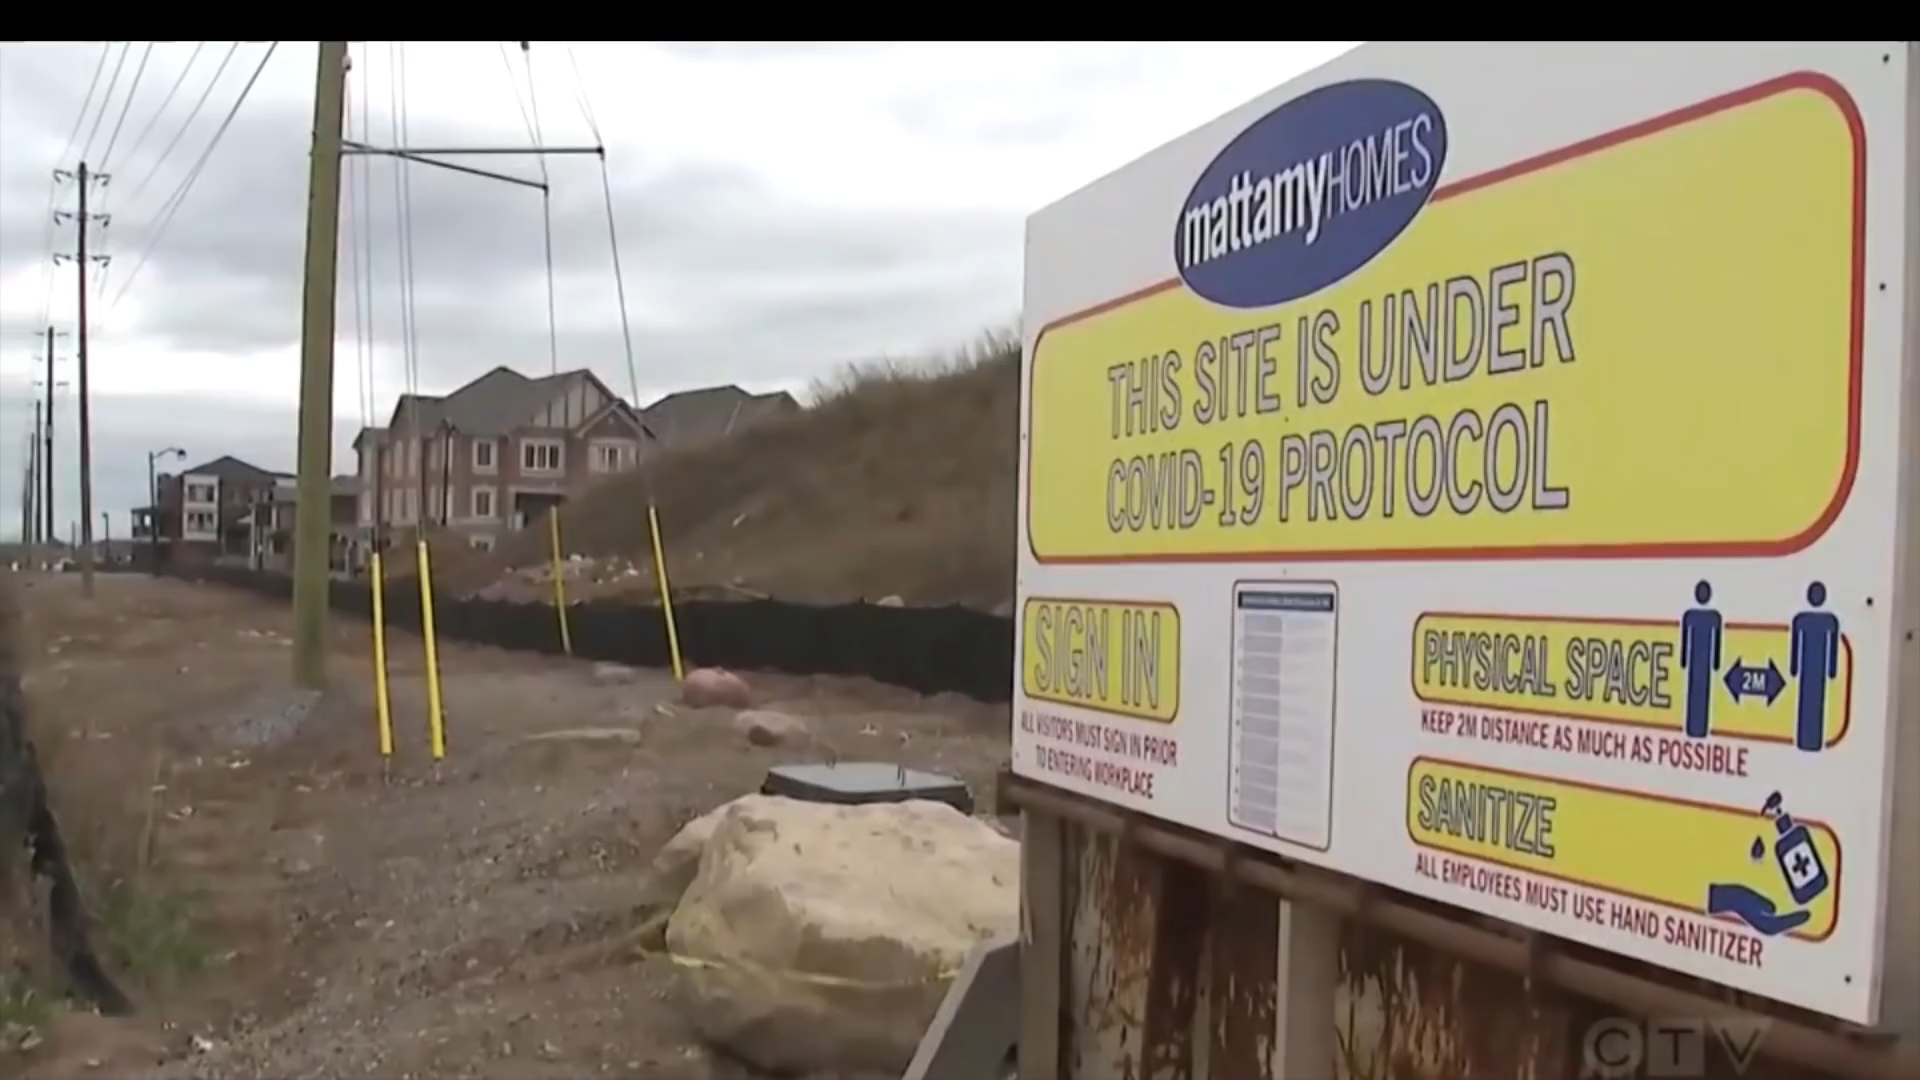 mattamyHOMES
THIS SITE IS UNDER
COVID-19 PROTOCOL
SIGN IN
ALL VISITORS MUST SIGN IN PRIOR
TO ENTERING WORKPLACE
PHYSICAL SPACE
2M
KEEP 2M DISTANCE AS MUCH AS POSSIBLE
SANITIZE
ALL EMPLOYEES MUST USE HAND SANITIZER
CTV